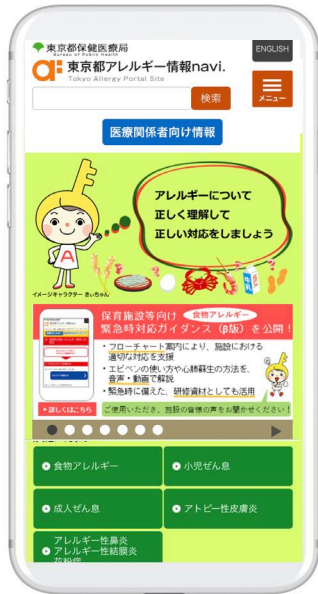 東京都保健医療局
Bureau of Public Health
ENGLISH
東京都アレルギー情報navi.
Tokyo Allergy Portal Site
検索
メニュー
医療関係者向け情報
アレルギーについて
正しく理解して
正しい対応をしましょう
A
牛乳
イメージキャラクター きぃちゃん
保育施設等向け 食物アレルギー
緊急時対応ガイダンス（β版）を公開！
・フローチャート案内により、施設における
適切な対応を支援
・エピペンの使い方や心肺蘇生の方法を、
音声・動画で解説
・緊急時に備えた、研修資材としても活用
詳しくはこちら
ご使用いただき、施設の皆様の声をお聞かせください！
食物アレルギー
小児ぜん息
成人ぜん息
アトピー性皮膚炎
アレルギー性鼻炎
アレルギー性結膜炎
花粉症